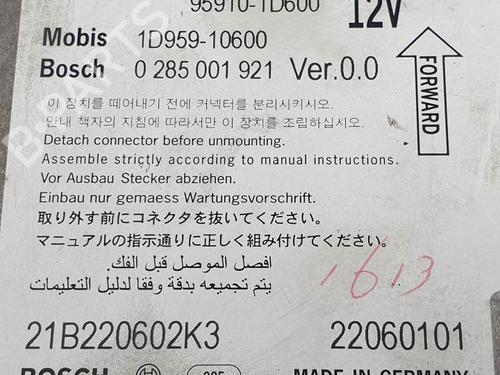 95910-1D600
12V
Mobis 1D959-10600
Bosch 0 285 001 921 Ver.0.0
FORWARD
이 장치를 떼어내기 전에 커넥터를 분리시키시오.
안내 책자의 지침에 따라서만 이 장치를 조립하십시오.
Detach connector before unmounting.
Assemble strictly according to manual instructions.
Vor Ausbau Stecker abziehen.
Einbau nur gemaess Wartungsvorschrift.
取り外す前にコネクタを抜いてください。
マニュアルの指示通りに正しく組み付けてください。
افصل الموصل قبل الفك.
يتم تجميعه بدقة وفقا لدليل التعليمات
1613
21B220602K3 22060101
BOSCH
MADE IN GERMANY
B-PARTS